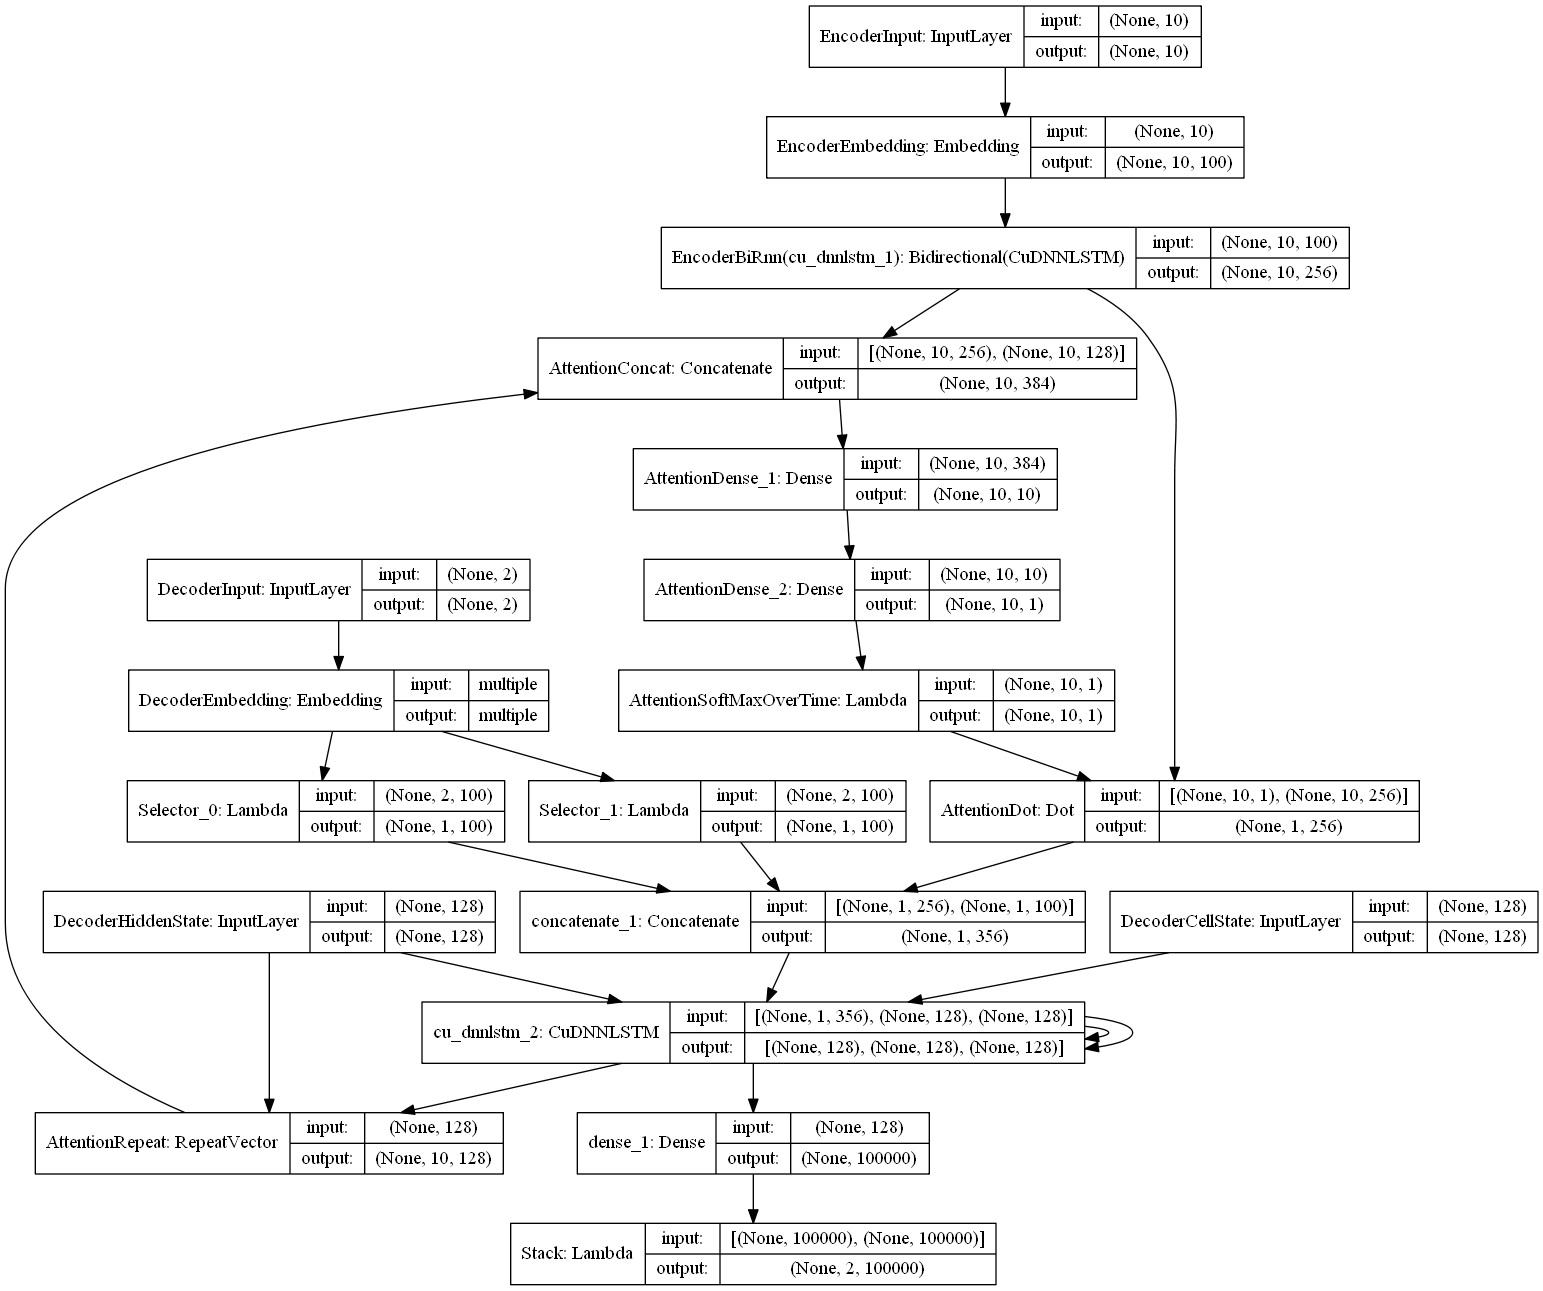 EncoderInput: InputLayer
input:
(None, 10)
output:
(None, 10)
EncoderEmbedding: Embedding
input:
(None, 10)
output:
(None, 10, 100)
EncoderBiRnn(cu_dnnlstm_1): Bidirectional(CuDNNLSTM)
input:
(None, 10, 100)
output:
(None, 10, 256)
AttentionConcat: Concatenate
input:
[(None, 10, 256), (None, 10, 128)]
output:
(None, 10, 384)
AttentionDense_1: Dense
input:
(None, 10, 384)
output:
(None, 10, 10)
DecoderInput: InputLayer
input:
(None, 2)
output:
(None, 2)
AttentionDense_2: Dense
input:
(None, 10, 10)
output:
(None, 10, 1)
DecoderEmbedding: Embedding
input:
multiple
output:
multiple
AttentionSoftMaxOverTime: Lambda
input:
(None, 10, 1)
output:
(None, 10, 1)
Selector_0: Lambda
input:
(None, 2, 100)
output:
(None, 1, 100)
Selector_1: Lambda
input:
(None, 2, 100)
output:
(None, 1, 100)
AttentionDot: Dot
input:
[(None, 10, 1), (None, 10, 256)]
output:
(None, 1, 256)
DecoderHiddenState: InputLayer
input:
(None, 128)
output:
(None, 128)
concatenate_1: Concatenate
input:
[(None, 1, 256), (None, 1, 100)]
output:
(None, 1, 356)
DecoderCellState: InputLayer
input:
(None, 128)
output:
(None, 128)
cu_dnnlstm_2: CuDNNLSTM
input:
[(None, 1, 356), (None, 128), (None, 128)]
output:
[(None, 128), (None, 128), (None, 128)]
AttentionRepeat: RepeatVector
input:
(None, 128)
output:
(None, 10, 128)
dense_1: Dense
input:
(None, 128)
output:
(None, 100000)
Stack: Lambda
input:
[(None, 100000), (None, 100000)]
output:
(None, 2, 100000)